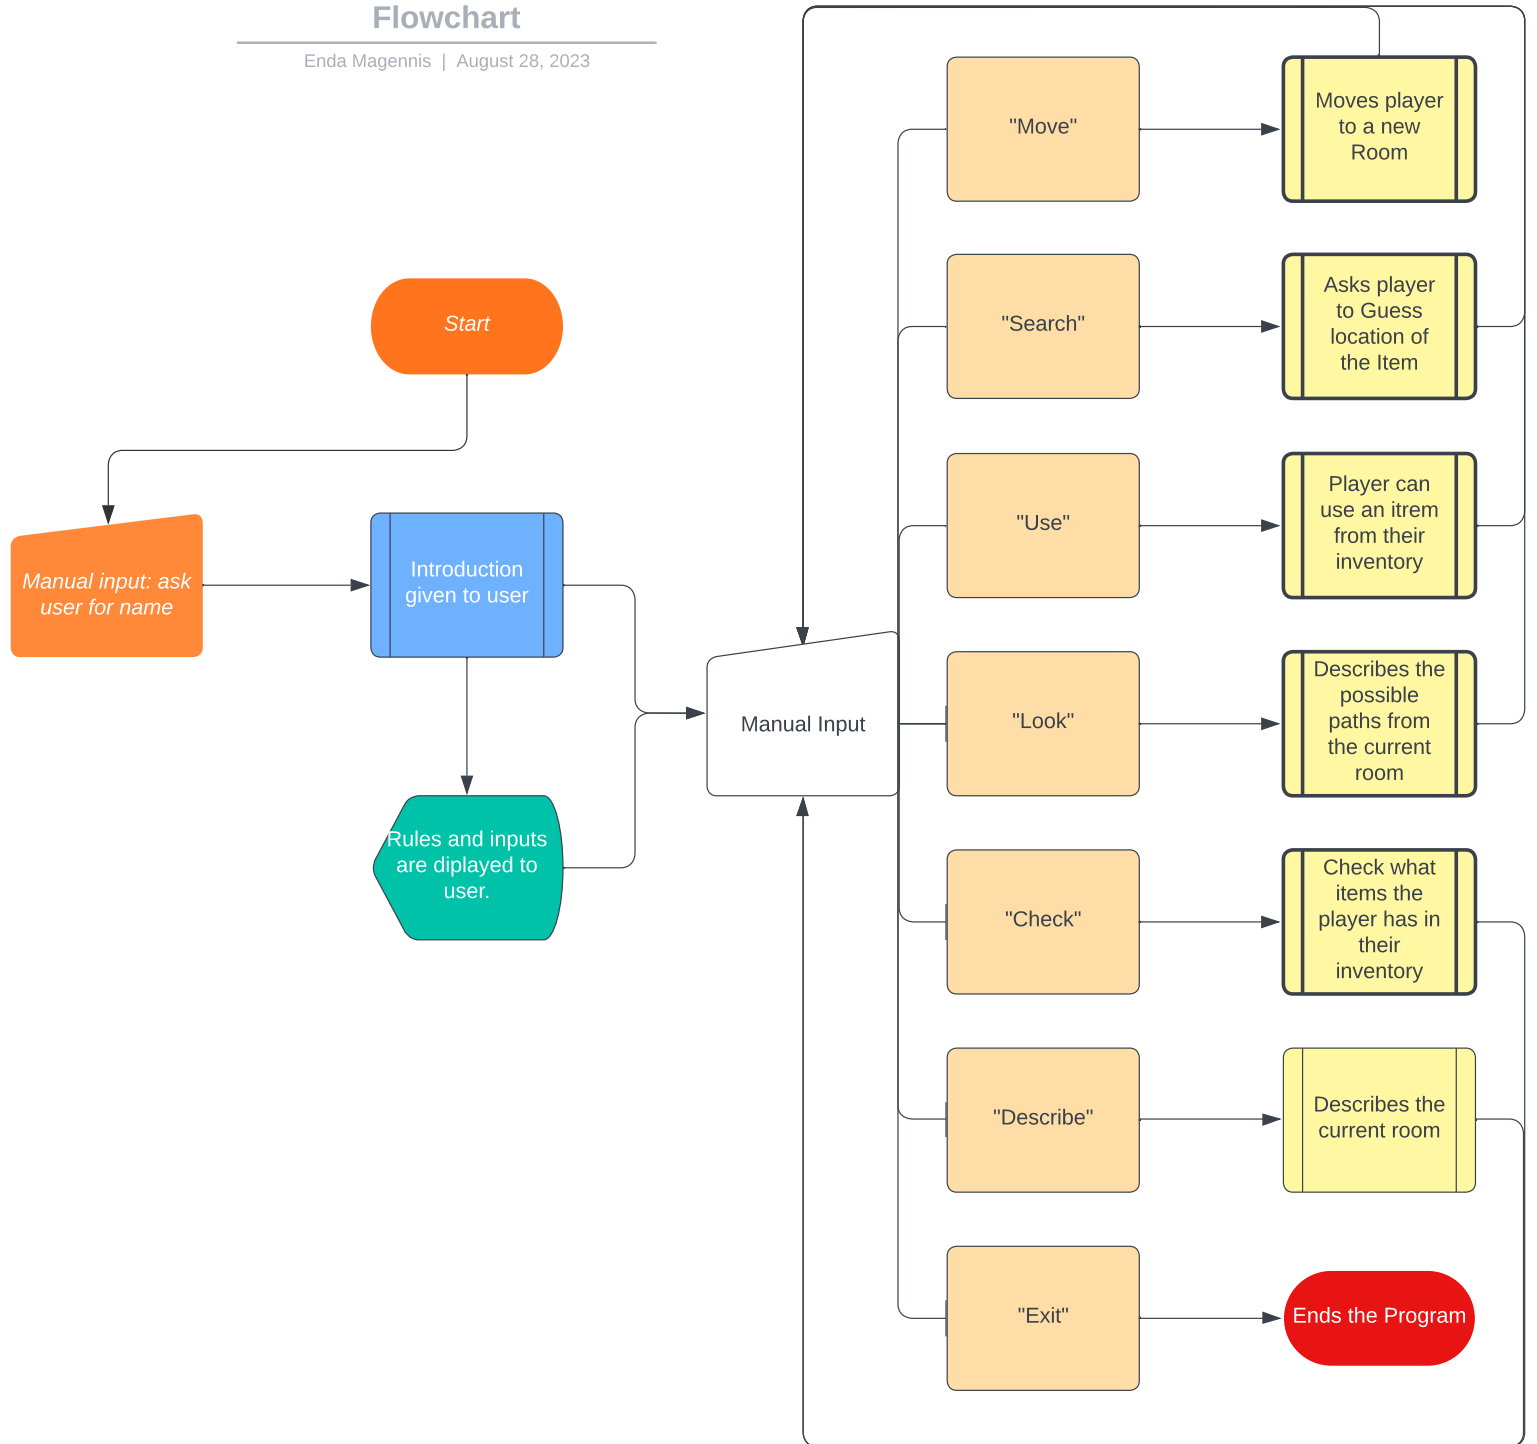 Flowchart
Enda Magennis | August 28, 2023
Start
Manual input: ask
user for name
Introduction
given to user
Rules and inputs
are diplayed to
user.
Manual Input
"Move"
Moves player
to a new
Room
"Search"
Asks player
to Guess
location of
the Item
"Use"
Player can
use an itrem
from their
inventory
"Look"
Describes the
possible
paths from
the current
room
"Check"
Check what
items the
player has in
their
inventory
"Describe"
Describes the
current room
"Exit"
Ends the Program